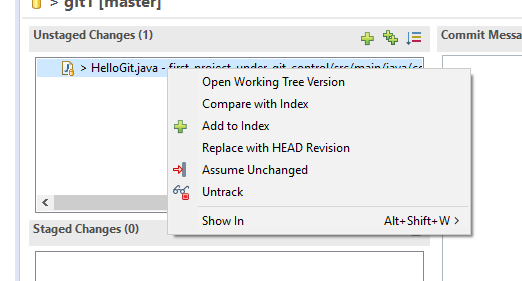 > git1 [master]
Unstaged Changes (1)
Commit Messa
> HelloGit.java - first_project_under_git_control/src/main/java/co
Open Working Tree Version
Compare with Index
Add to Index
Replace with HEAD Revision
Assume Unchanged
Untrack
Show In Alt+Shift+W >
Staged Changes (0)